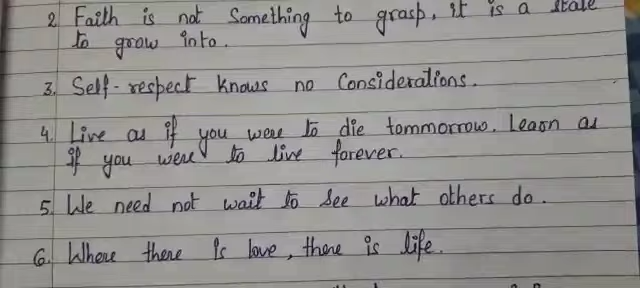 2. Faith is not Something to grasp, it is a state
to grow into.
3. Self-respect knows no Considerations.
4. Live as if you were to die tommorrow. Learn as
if you were to live forever.
5. We need not wait to see what others do.
6. Where there is love, there is life.